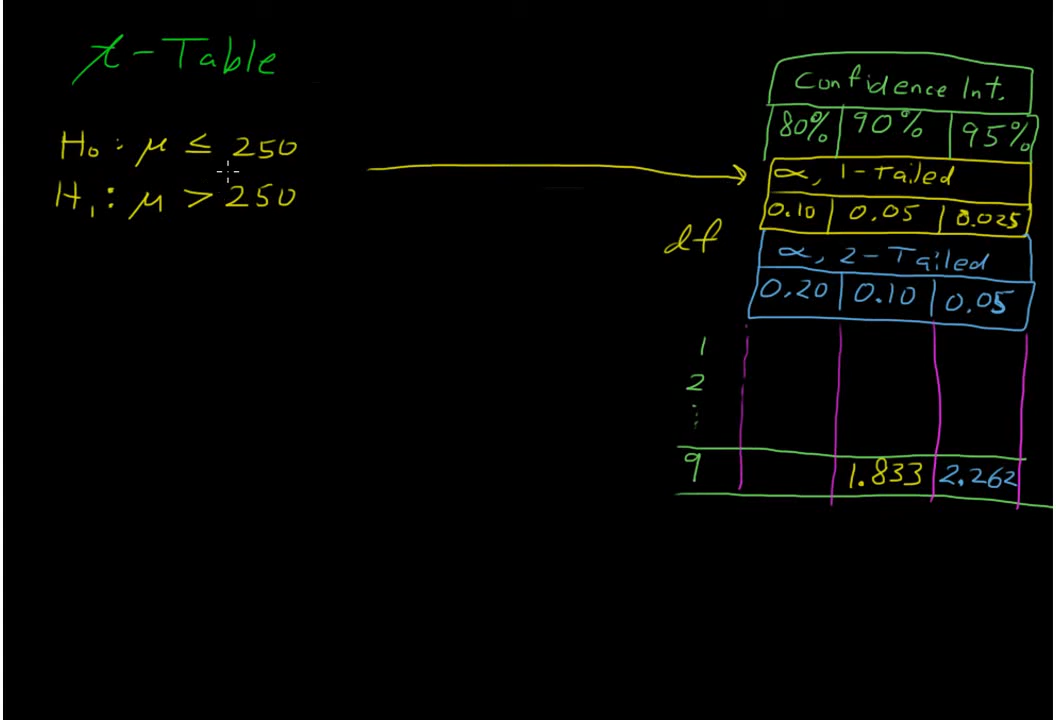 t-Table
H₀: μ ≤ 250
H₁: μ > 250
Confidence Int.
80% 90% 95%
α, 1-Tailed
0.10 0.05 0.025
df
α, 2-Tailed
0.20 0.10 0.05
1
2
⋮
9 1.833 2.262